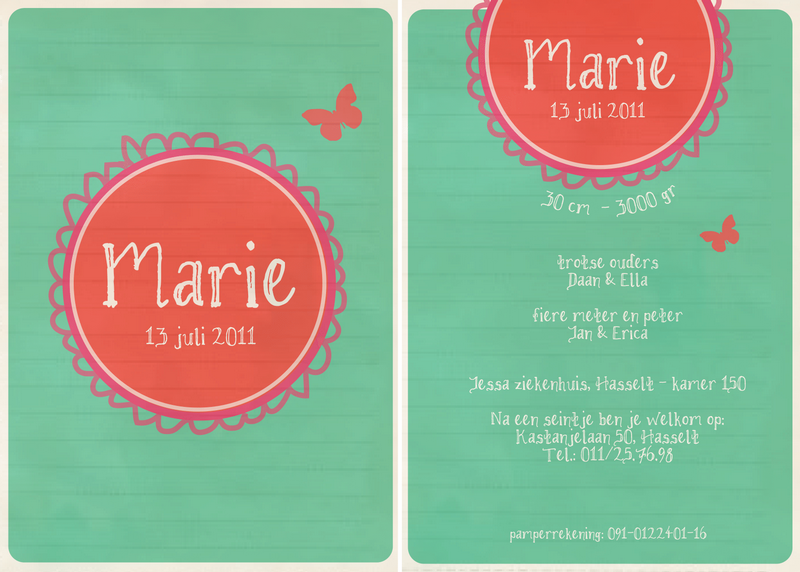 Marie
13 juli 2011
Marie
13 juli 2011
30 cm - 3000 gr
trotse ouders
Daan & Ella
fiere meter en peter
Jan & Erica
Jessa ziekenhuis, Hasselt - kamer 150
Na een seintje ben je welkom op:
Kastanjelaan 50, Hasselt
Tel.: 011/25.76.98
pamperrekening: 091-0122401-16